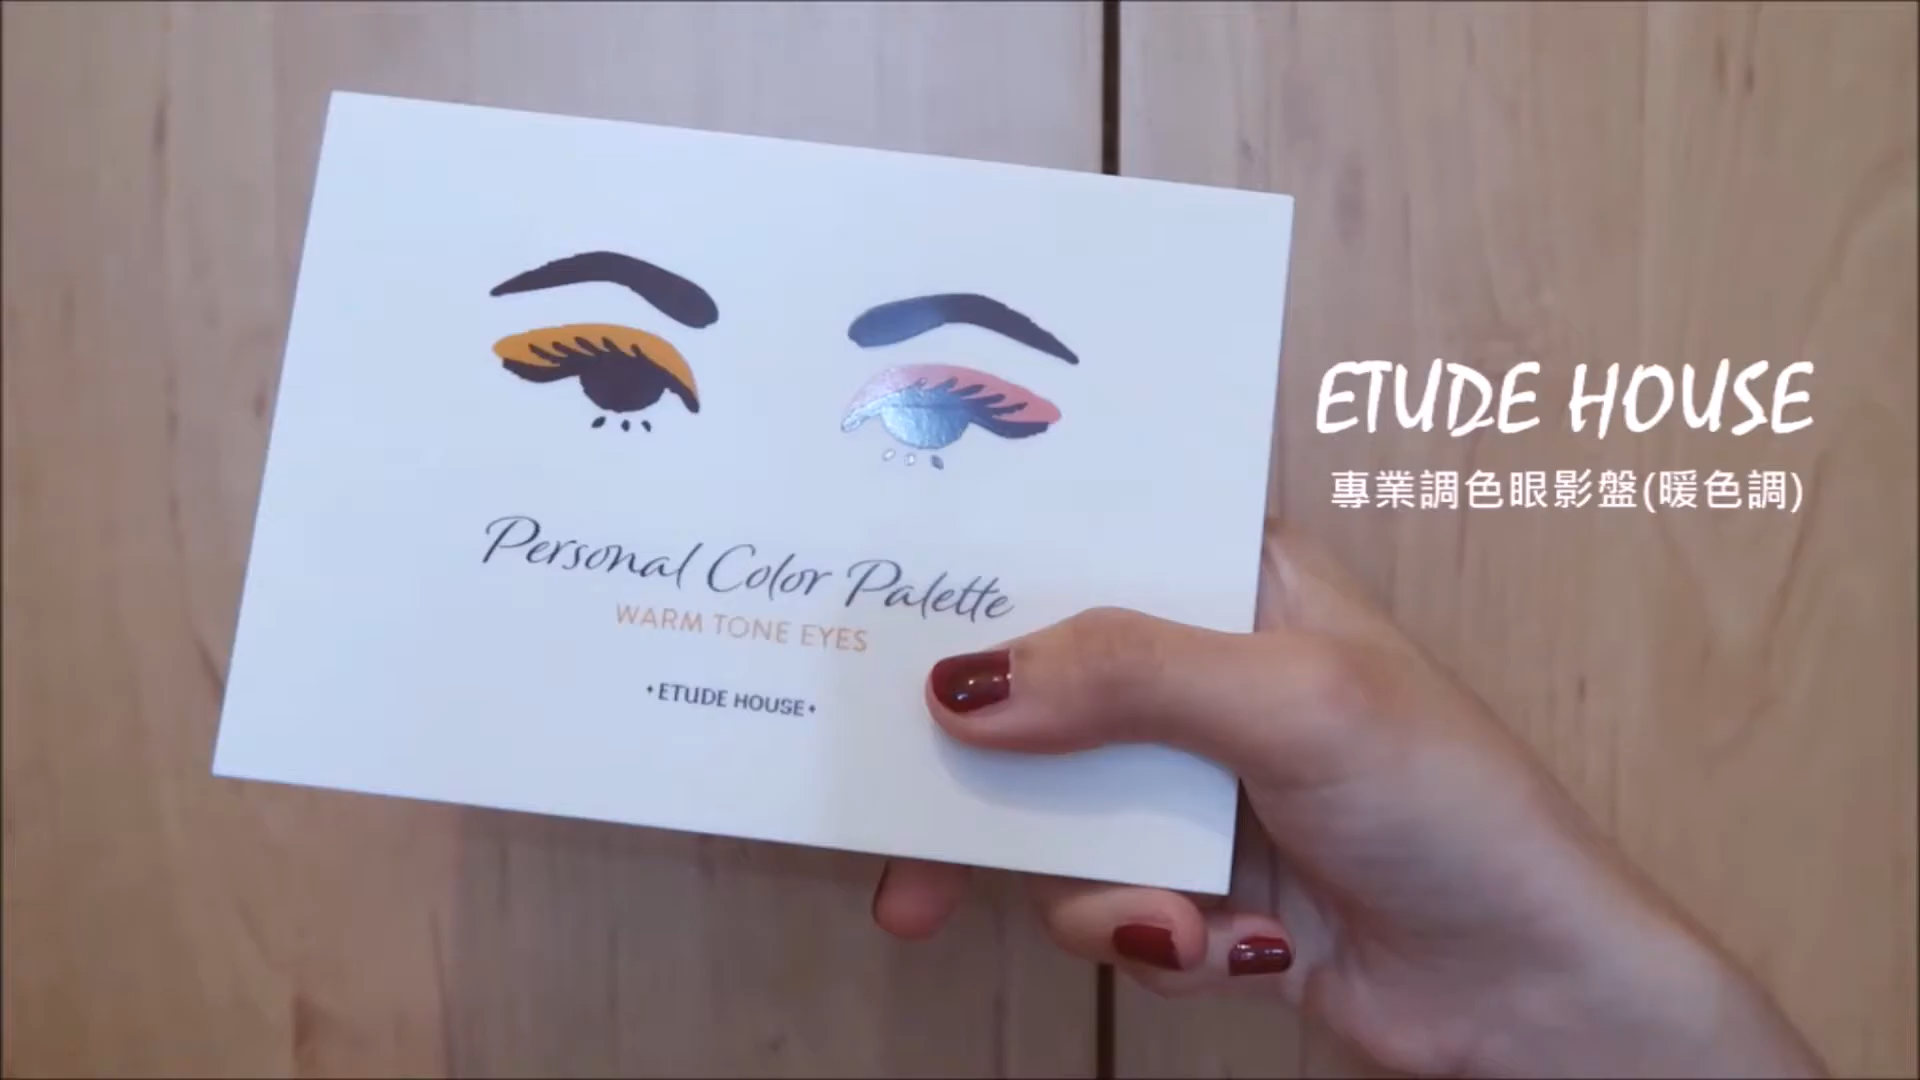 Personal Color Palette
WARM TONE EYES
ETUDE HOUSE
ETUDE HOUSE
專業調色眼影盤(暖色調)